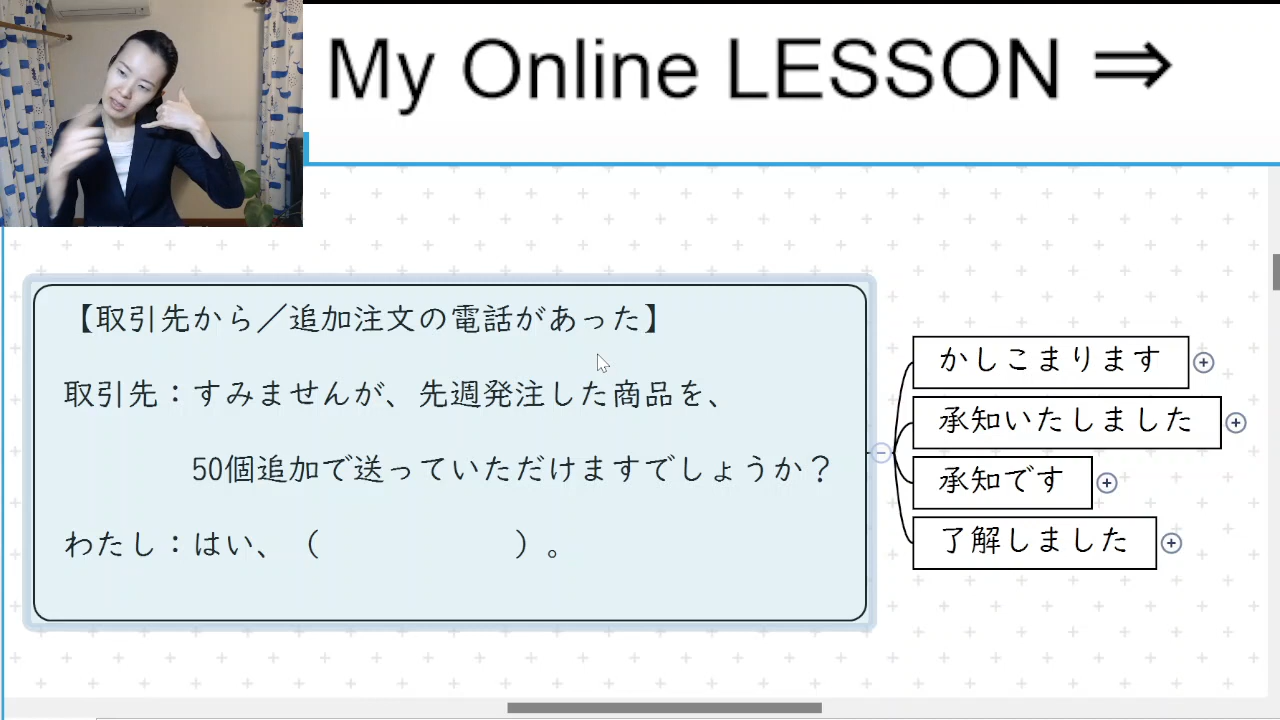 My Online LESSON ⇒
【取引先から／追加注文の電話があった】
取引先：すみませんが、先週発注した商品を、
50個追加で送っていただけますでしょうか？
わたし：はい、（　　　　　　）。
かしこまります
承知いたしました
承知です
了解しました